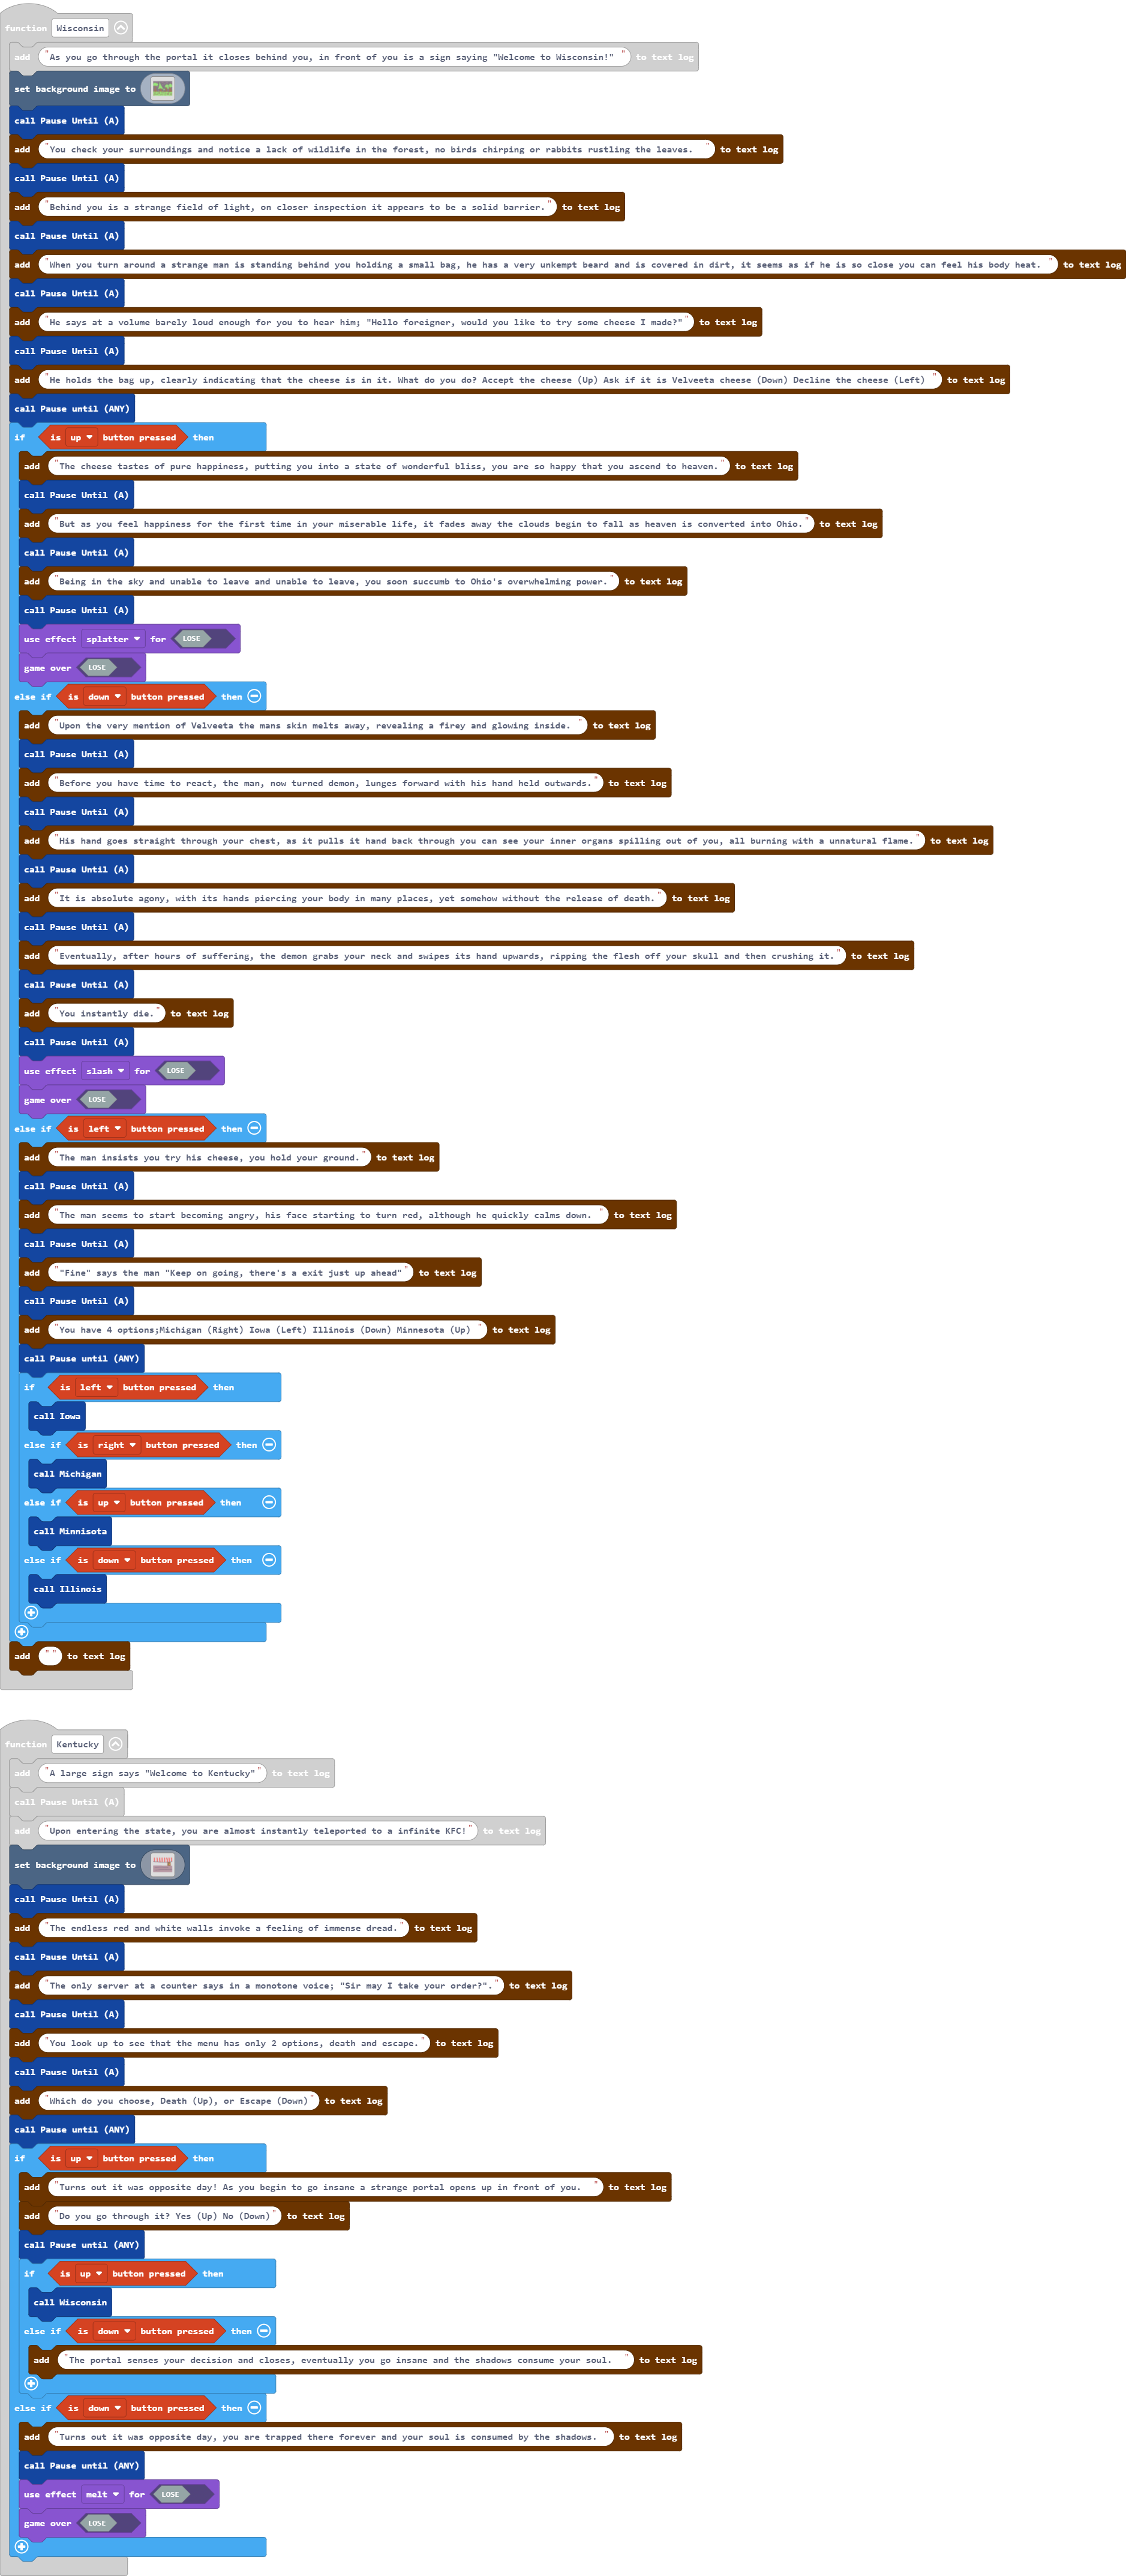 function Wisconsin
add "As you go through the portal it closes behind you, in front of you is a sign saying "Welcome to Wisconsin!" " to text log
set background image to
call Pause Until (A)
add "You check your surroundings and notice a lack of wildlife in the forest, no birds chirping or rabbits rustling the leaves. " to text log
call Pause Until (A)
add "Behind you is a strange field of light, on closer inspection it appears to be a solid barrier." to text log
call Pause Until (A)
add "When you turn around a strange man is standing behind you holding a small bag, he has a very unkempt beard and is covered in dirt, it seems as if he is so close you can feel his body heat. " to text log
call Pause Until (A)
add "He says at a volume barely loud enough for you to hear him; "Hello foreigner, would you like to try some cheese I made?"" to text log
call Pause Until (A)
add "He holds the bag up, clearly indicating that the cheese is in it. What do you do? Accept the cheese (Up) Ask if it is Velveeta cheese (Down) Decline the cheese (Left) " to text log
call Pause until (ANY)
if is up button pressed then
add "The cheese tastes of pure happiness, putting you into a state of wonderful bliss, you are so happy that you ascend to heaven." to text log
call Pause Until (A)
add "But as you feel happiness for the first time in your miserable life, it fades away the clouds begin to fall as heaven is converted into Ohio." to text log
call Pause Until (A)
add "Being in the sky and unable to leave and unable to leave, you soon succumb to Ohio's overwhelming power." to text log
call Pause Until (A)
use effect splatter for LOSE
game over LOSE
else if is down button pressed then
add "Upon the very mention of Velveeta the mans skin melts away, revealing a firey and glowing inside. " to text log
call Pause Until (A)
add "Before you have time to react, the man, now turned demon, lunges forward with his hand held outwards." to text log
call Pause Until (A)
add "His hand goes straight through your chest, as it pulls it hand back through you can see your inner organs spilling out of you, all burning with a unnatural flame." to text log
call Pause Until (A)
add "It is absolute agony, with its hands piercing your body in many places, yet somehow without the release of death." to text log
call Pause Until (A)
add "Eventually, after hours of suffering, the demon grabs your neck and swipes its hand upwards, ripping the flesh off your skull and then crushing it." to text log
call Pause Until (A)
add "You instantly die." to text log
call Pause Until (A)
use effect slash for LOSE
game over LOSE
else if is left button pressed then
add "The man insists you try his cheese, you hold your ground." to text log
call Pause Until (A)
add "The man seems to start becoming angry, his face starting to turn red, although he quickly calms down. " to text log
call Pause Until (A)
add ""Fine" says the man "Keep on going, there's a exit just up ahead"" to text log
call Pause Until (A)
add "You have 4 options;Michigan (Right) Iowa (Left) Illinois (Down) Minnesota (Up) " to text log
call Pause until (ANY)
if is left button pressed then
call Iowa
else if is right button pressed then
call Michigan
else if is up button pressed then
call Minnisota
else if is down button pressed then
call Illinois
add "" to text log
function Kentucky
add "A large sign says "Welcome to Kentucky"" to text log
call Pause Until (A)
add "Upon entering the state, you are almost instantly teleported to a infinite KFC!" to text log
set background image to
call Pause Until (A)
add "The endless red and white walls invoke a feeling of immense dread." to text log
call Pause Until (A)
add "The only server at a counter says in a monotone voice; "Sir may I take your order?"." to text log
call Pause Until (A)
add "You look up to see that the menu has only 2 options, death and escape." to text log
call Pause Until (A)
add "Which do you choose, Death (Up), or Escape (Down)" to text log
call Pause until (ANY)
if is up button pressed then
add "Turns out it was opposite day! As you begin to go insane a strange portal opens up in front of you. " to text log
add "Do you go through it? Yes (Up) No (Down)" to text log
call Pause until (ANY)
if is up button pressed then
call Wisconsin
else if is down button pressed then
add "The portal senses your decision and closes, eventually you go insane and the shadows consume your soul. " to text log
else if is down button pressed then
add "Turns out it was opposite day, you are trapped there forever and your soul is consumed by the shadows. " to text log
call Pause until (ANY)
use effect melt for LOSE
game over LOSE